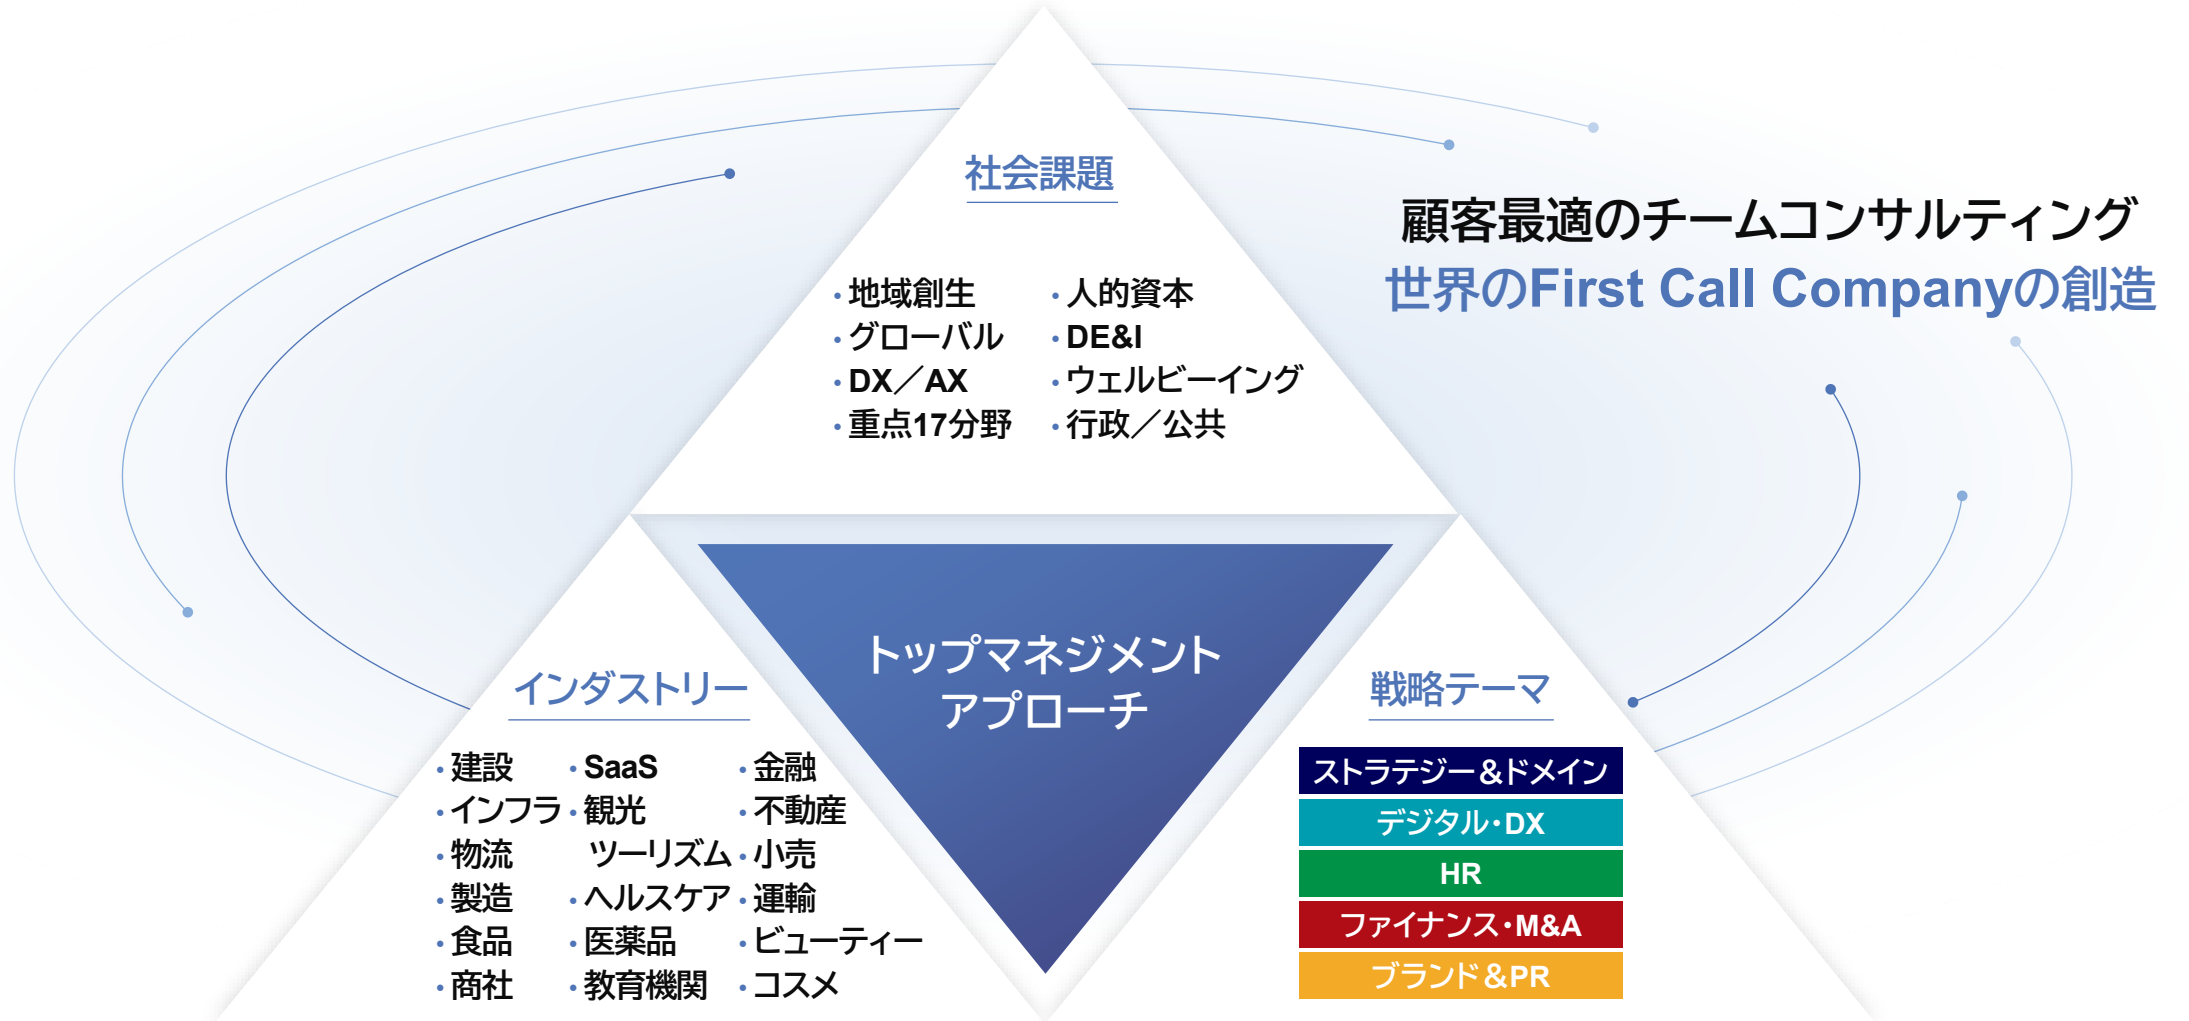 社会課題
顧客最適のチームコンサルティング
世界のFirst Call Companyの創造
・地域創生
・グローバル
・DX／AX
・重点17分野
・人的資本
・DE&I
・ウェルビーイング
・行政／公共
トップマネジメント
アプローチ
インダストリー
・建設
・インフラ
・物流
・製造
・食品
・商社
・SaaS
・観光
ツーリズム
・ヘルスケア
・医薬品
・教育機関
・金融
・不動産
・小売
・運輸
・ビューティー
・コスメ
戦略テーマ
ストラテジー＆ドメイン
デジタル・DX
HR
ファイナンス・M&A
ブランド＆PR